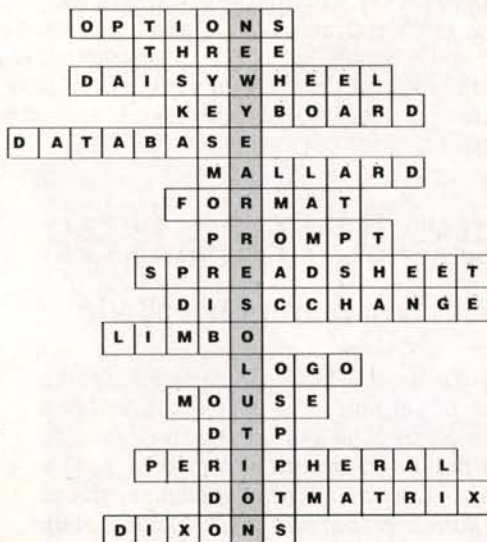 OPTIONS
THREE
DAISYWHEEL
KEYBOARD
DATABASE
MALLARD
FORMAT
PROMPT
SPREADSHEET
DISCCHANGE
LIMBO
LOGO
MOUSE
DTP
PERIPHERAL
DOTMATRIX
DIXONS